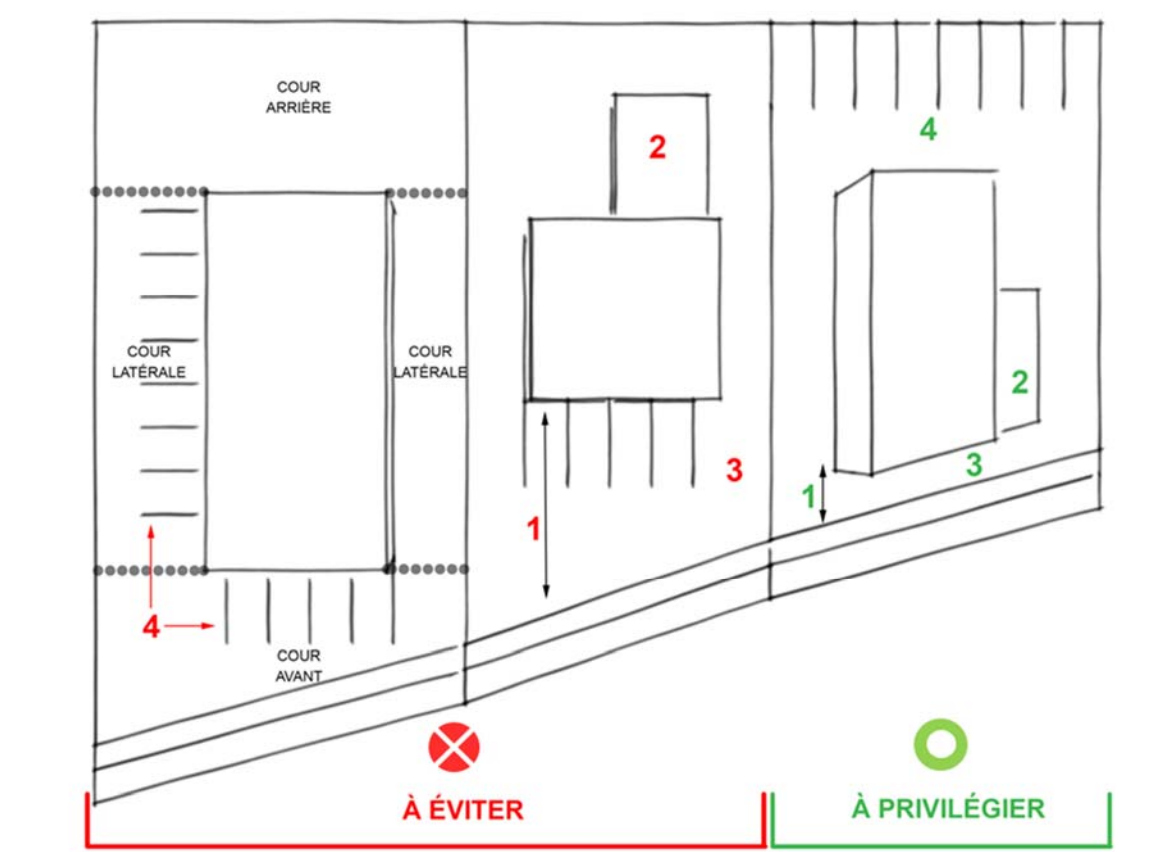 COUR
ARRIÈRE
2
4
COUR
LATÉRALE
COUR
LATÉRALE
2
3
3
1
1
4
COUR
AVANT
À ÉVITER
À PRIVILÉGIER